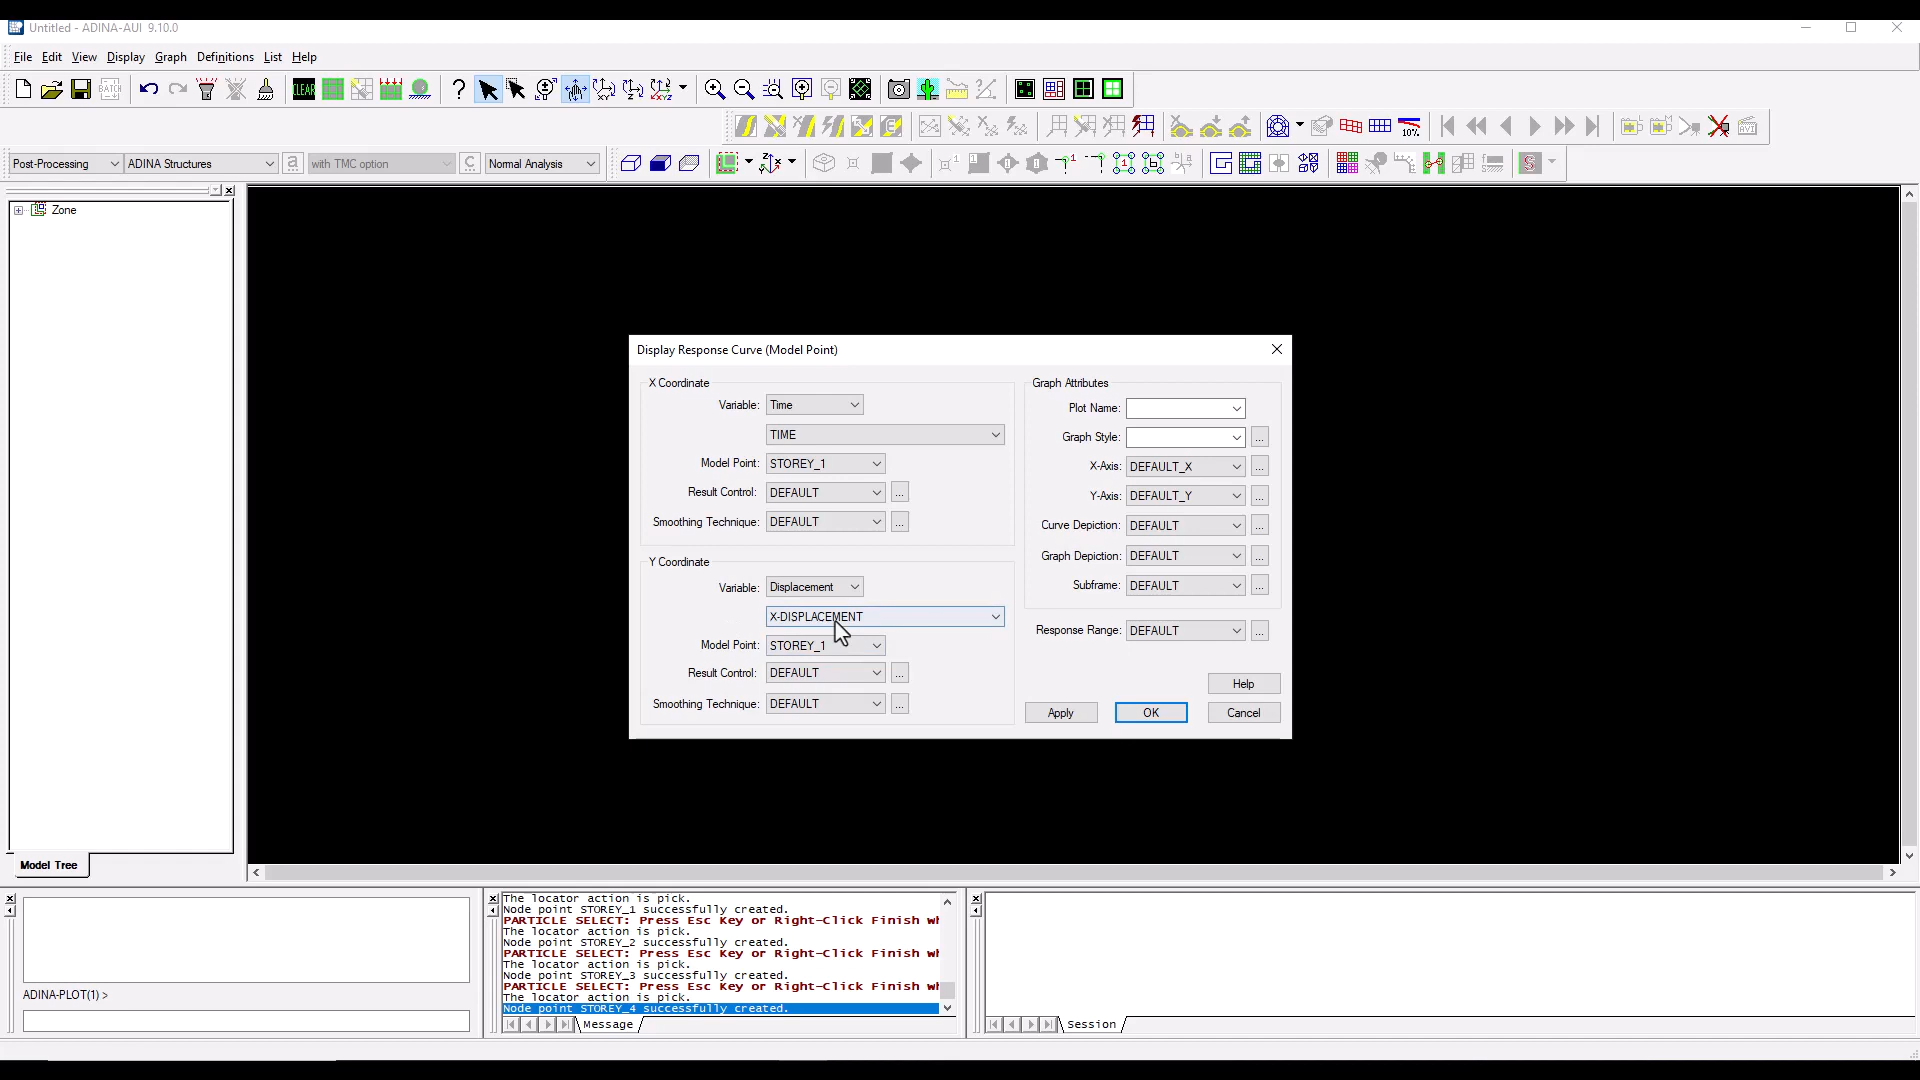 Untitled - ADINA-AUI 9.10.0
File Edit View Display Graph Definitions List Help
BATCH CLEAR
10%
AVI
Post-Processing ADINA Structures a with TMC option C Normal Analysis
Zone
Display Response Curve (Model Point)
X Coordinate
Variable: Time
TIME
Model Point: STOREY_1
Result Control: DEFAULT ...
Smoothing Technique: DEFAULT ...
Y Coordinate
Variable: Displacement
X-DISPLACEMENT
Model Point: STOREY_1
Result Control: DEFAULT ...
Smoothing Technique: DEFAULT ...
Graph Attributes
Plot Name:
Graph Style: ...
X-Axis: DEFAULT_X ...
Y-Axis: DEFAULT_Y ...
Curve Depiction: DEFAULT ...
Graph Depiction: DEFAULT ...
Subframe: DEFAULT ...
Response Range: DEFAULT ...
Help
Apply OK Cancel
Model Tree
ADINA-PLOT(1) >
The locator action is pick.
Node point STOREY_1 successfully created.
PARTICLE SELECT: Press Esc Key or Right-Click Finish
The locator action is pick.
Node point STOREY_2 successfully created.
PARTICLE SELECT: Press Esc Key or Right-Click Finish
The locator action is pick.
Node point STOREY_3 successfully created.
PARTICLE SELECT: Press Esc Key or Right-Click Finish
The locator action is pick.
Node point STOREY_4 successfully created.
Message
Session